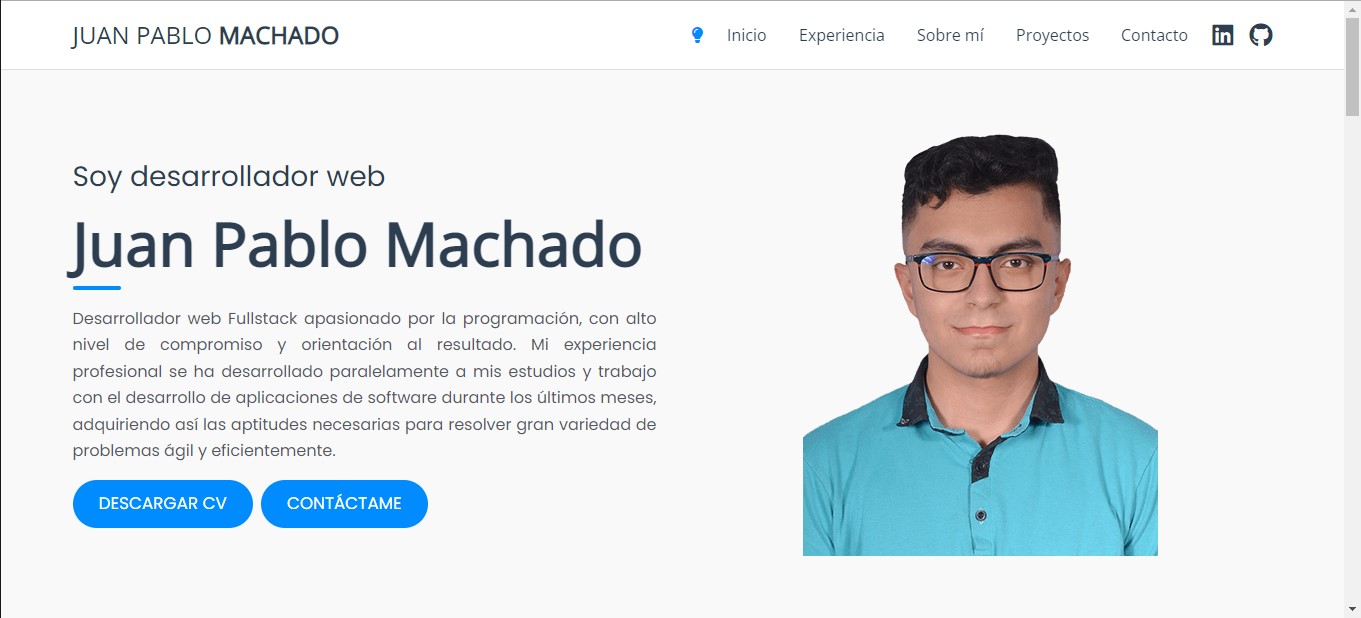 JUAN PABLO MACHADO
Inicio
Experiencia
Sobre mí
Proyectos
Contacto
in
Soy desarrollador web
Juan Pablo Machado
Desarrollador web Fullstack apasionado por la programación, con alto
nivel de compromiso y orientación al resultado. Mi experiencia
profesional se ha desarrollado paralelamente a mis estudios y trabajo
con el desarrollo de aplicaciones de software durante los últimos meses,
adquiriendo así las aptitudes necesarias para resolver gran variedad de
problemas ágil y eficientemente.
DESCARGAR CV
CONTÁCTAME